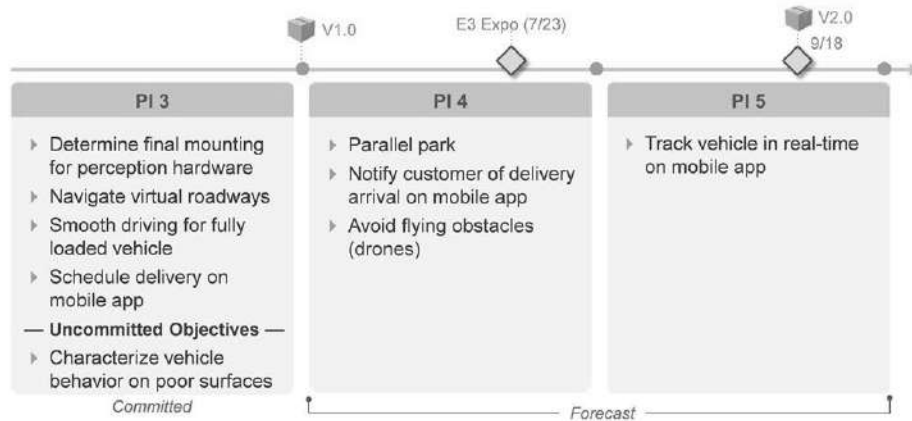 V1.0
E3 Expo (7/23)
V2.0
9/18
PI 3
Determine final mounting
for perception hardware
Navigate virtual roadways
Smooth driving for fully
loaded vehicle
Schedule delivery on
mobile app
Uncommitted Objectives
Characterize vehicle
behavior on poor surfaces
Committed
PI 4
Parallel park
Notify customer of delivery
arrival on mobile app
Avoid flying obstacles
(drones)
PI 5
Track vehicle in real-time
on mobile app
Forecast